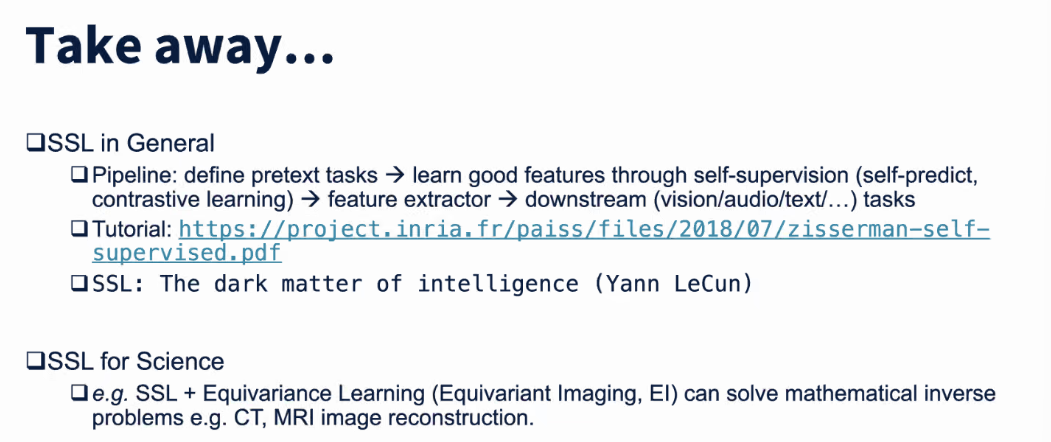 Take away...
❑SSL in General
❑Pipeline: define pretext tasks → learn good features through self-supervision (self-predict,
contrastive learning) → feature extractor → downstream (vision/audio/text/…) tasks
❑Tutorial: https://project.inria.fr/paiss/files/2018/07/zisserman-self-
supervised.pdf
❑SSL: The dark matter of intelligence (Yann LeCun)
❑SSL for Science
❑e.g. SSL + Equivariance Learning (Equivariant Imaging, EI) can solve mathematical inverse
problems e.g. CT, MRI image reconstruction.